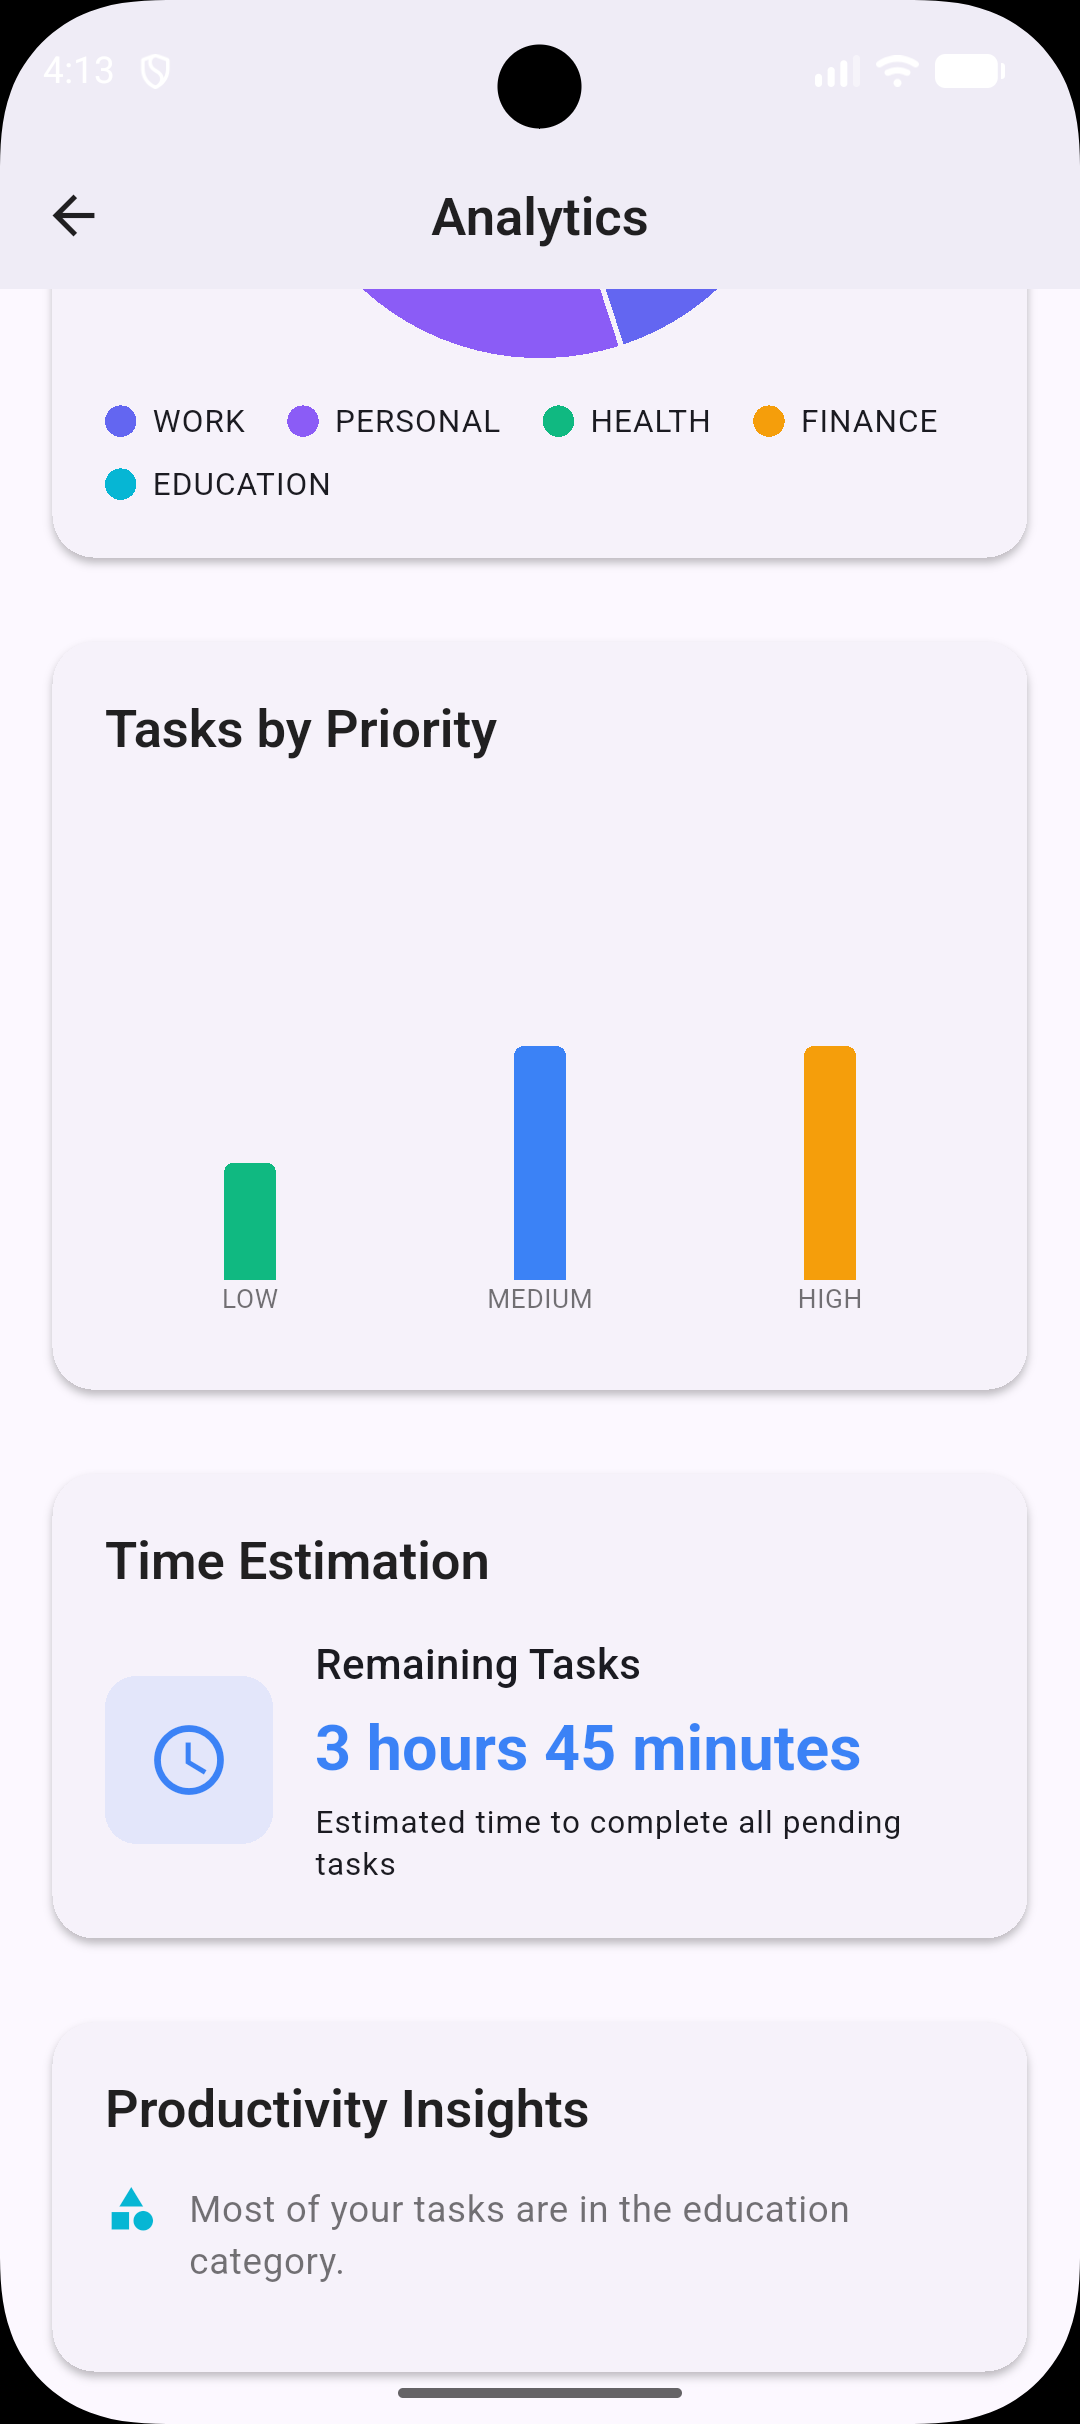 4:13
Analytics
WORK PERSONAL HEALTH FINANCE
EDUCATION
Tasks by Priority
LOW MEDIUM HIGH
Time Estimation
Remaining Tasks
3 hours 45 minutes
Estimated time to complete all pending
tasks
Productivity Insights
Most of your tasks are in the education
category.